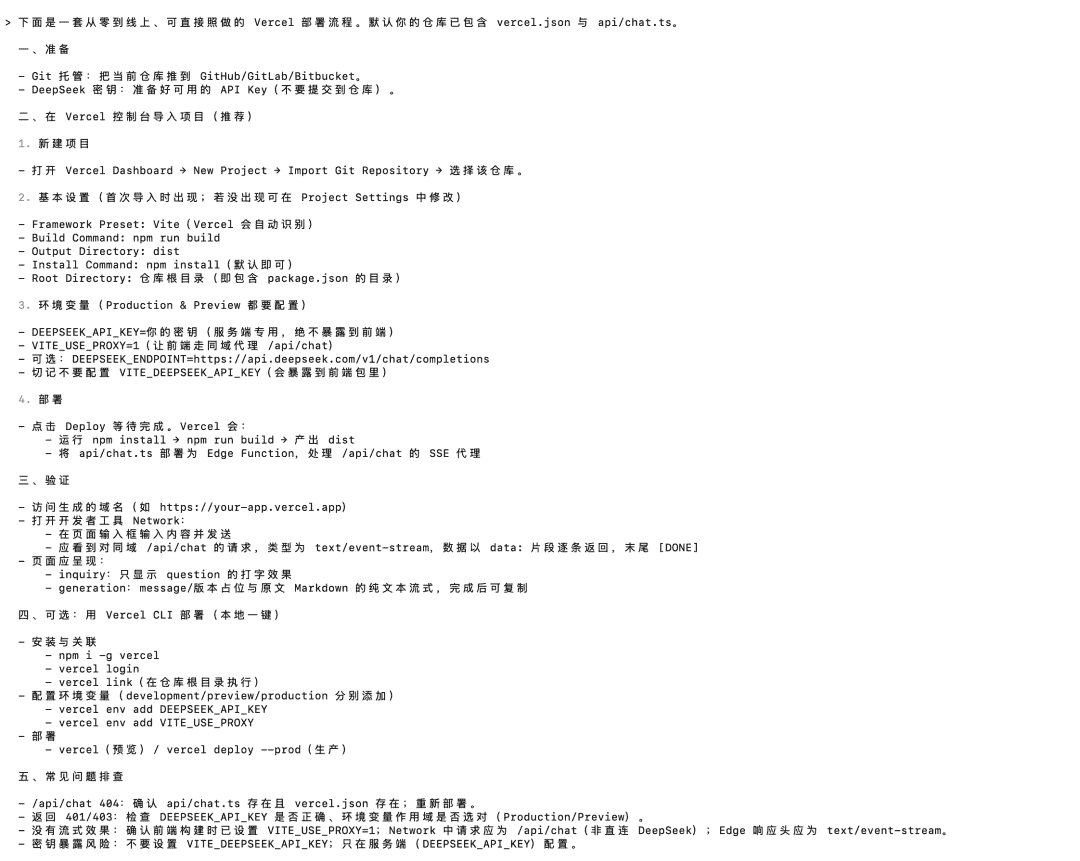 > 下面是一套从零到线上、可直接照做的 Vercel 部署流程。默认你的仓库已包含 vercel.json 与 api/chat.ts。
一、准备
- Git 托管：把当前仓库推到 GitHub/GitLab/Bitbucket。
- DeepSeek 密钥：准备好可用的 API Key（不要提交到仓库）。
二、在 Vercel 控制台导入项目（推荐）
1. 新建项目
- 打开 Vercel Dashboard → New Project → Import Git Repository → 选择该仓库。
2. 基本设置（首次导入时出现；若没出现可在 Project Settings 中修改）
- Framework Preset: Vite（Vercel 会自动识别）
- Build Command: npm run build
- Output Directory: dist
- Install Command: npm install（默认即可）
- Root Directory: 仓库根目录（即包含 package.json 的目录）
3. 环境变量（Production & Preview 都要配置）
- DEEPSEEK_API_KEY=你的密钥（服务端专用，绝不暴露到前端）
- VITE_USE_PROXY=1（让前端走同域代理 /api/chat）
- 可选：DEEPSEEK_ENDPOINT=https://api.deepseek.com/v1/chat/completions
- 切记不要配置 VITE_DEEPSEEK_API_KEY（会暴露到前端包里）
4. 部署
- 点击 Deploy 等待完成。Vercel 会：
- 运行 npm install → npm run build → 产出 dist
- 将 api/chat.ts 部署为 Edge Function，处理 /api/chat 的 SSE 代理
三、验证
- 访问生成的域名（如 https://your-app.vercel.app）
- 打开开发者工具 Network：
- 在页面输入框输入内容并发送
- 应看到对同域 /api/chat 的请求，类型为 text/event-stream，数据以 data: 片段逐条返回，末尾 [DONE]
- 页面应呈现：
- inquiry：只显示 question 的打字效果
- generation：message/版本占位与原文 Markdown 的纯文本流式，完成后可复制
四、可选：用 Vercel CLI 部署（本地一键）
- 安装与关联
- npm i -g vercel
- vercel login
- vercel link（在仓库根目录执行）
- 配置环境变量（development/preview/production 分别添加）
- vercel env add DEEPSEEK_API_KEY
- vercel env add VITE_USE_PROXY
- 部署
- vercel（预览）/ vercel deploy --prod（生产）
五、常见问题排查
- /api/chat 404：确认 api/chat.ts 存在且 vercel.json 存在；重新部署。
- 返回 401/403：检查 DEEPSEEK_API_KEY 是否正确、环境变量作用域是否选对（Production/Preview）。
- 没有流式效果：确认前端构建时已设置 VITE_USE_PROXY=1；Network 中请求应为 /api/chat（非直连 DeepSeek）；Edge 响应头应为 text/event-stream。
- 密钥暴露风险：不要设置 VITE_DEEPSEEK_API_KEY；只在服务端（DEEPSEEK_API_KEY）配置。